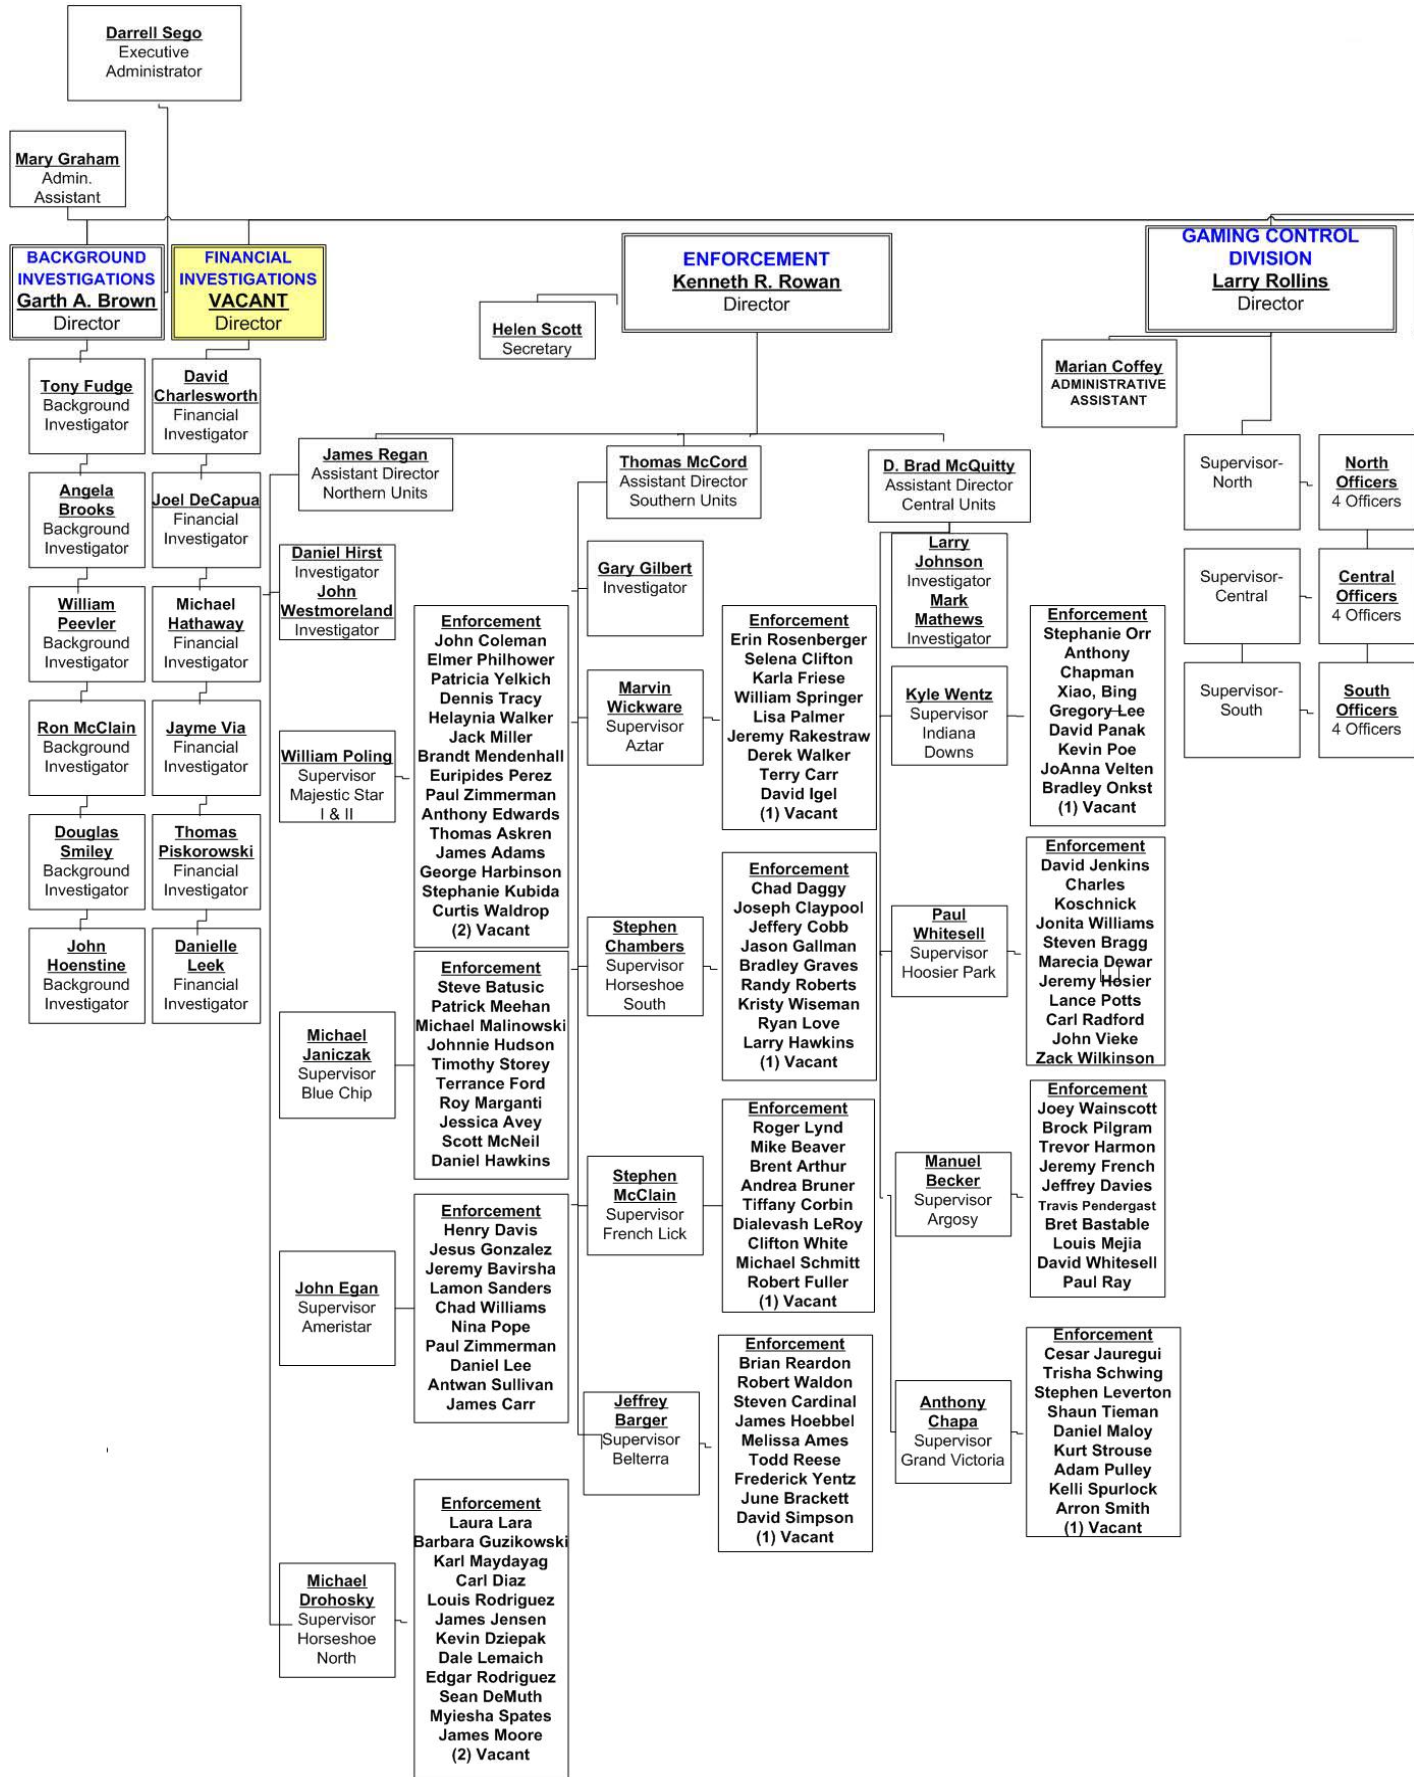 Darrell Sego
Executive
Administrator
Mary Graham
Admin.
Assistant
BACKGROUND
INVESTIGATIONS
Garth A. Brown
Director
FINANCIAL
INVESTIGATIONS
VACANT
Director
ENFORCEMENT
Kenneth R. Rowan
Director
GAMING CONTROL
DIVISION
Larry Rollins
Director
Helen Scott
Secretary
Marian Coffey
ADMINISTRATIVE
ASSISTANT
Tony Fudge
Background
Investigator
Angela
Brooks
Background
Investigator
William
Peevler
Background
Investigator
Ron McClain
Background
Investigator
Douglas
Smiley
Background
Investigator
John
Hoenstine
Background
Investigator
David
Charlesworth
Financial
Investigator
Joel DeCapua
Financial
Investigator
Michael
Hathaway
Financial
Investigator
Jayme Via
Financial
Investigator
Thomas
Piskorowski
Financial
Investigator
Danielle
Leek
Financial
Investigator
James Regan
Assistant Director
Northern Units
Daniel Hirst
Investigator
John
Westmoreland
Investigator
William Poling
Supervisor
Majestic Star
I & II
Enforcement
John Coleman
Elmer Philhower
Patricia Yelkich
Dennis Tracy
Helaynia Walker
Jack Miller
Brandt Mendenhall
Euripides Perez
Paul Zimmerman
Anthony Edwards
Thomas Askren
James Adams
George Harbinson
Stephanie Kubida
Curtis Waldrop
(2) Vacant
Michael
Janiczak
Supervisor
Blue Chip
Enforcement
Steve Batusic
Patrick Meehan
Michael Malinowski
Johnnie Hudson
Timothy Storey
Terrance Ford
Roy Marganti
Jessica Avey
Scott McNeil
Daniel Hawkins
John Egan
Supervisor
Ameristar
Enforcement
Henry Davis
Jesus Gonzalez
Jeremy Bavirsha
Lamon Sanders
Chad Williams
Nina Pope
Paul Zimmerman
Daniel Lee
Antwan Sullivan
James Carr
Michael
Drohosky
Supervisor
Horseshoe
North
Enforcement
Laura Lara
Barbara Guzikowski
Karl Maydayag
Carl Diaz
Louis Rodriguez
James Jensen
Kevin Dziepak
Dale Lemaich
Edgar Rodriguez
Sean DeMuth
Myiesha Spates
James Moore
(2) Vacant
Thomas McCord
Assistant Director
Southern Units
Gary Gilbert
Investigator
Marvin
Wickware
Supervisor
Aztar
Enforcement
Erin Rosenberger
Selena Clifton
Karla Friese
William Springer
Lisa Palmer
Jeremy Rakestraw
Derek Walker
Terry Carr
David Igel
(1) Vacant
Stephen
Chambers
Supervisor
Horseshoe
South
Enforcement
Chad Daggy
Joseph Claypool
Jeffery Cobb
Jason Gallman
Bradley Graves
Randy Roberts
Kristy Wiseman
Ryan Love
Larry Hawkins
(1) Vacant
Stephen
McClain
Supervisor
French Lick
Enforcement
Roger Lynd
Mike Beaver
Brent Arthur
Andrea Bruner
Tiffany Corbin
Dialevash LeRoy
Clifton White
Michael Schmitt
Robert Fuller
(1) Vacant
Jeffrey
Barger
Supervisor
Belterra
Enforcement
Brian Reardon
Robert Waldon
Steven Cardinal
James Hoebbel
Melissa Ames
Todd Reese
Frederick Yentz
June Brackett
David Simpson
(1) Vacant
D. Brad McQuitty
Assistant Director
Central Units
Larry
Johnson
Investigator
Mark
Mathews
Investigator
Kyle Wentz
Supervisor
Indiana
Downs
Enforcement
Stephanie Orr
Anthony
Chapman
Xiao, Bing
Gregory Lee
David Panak
Kevin Poe
JoAnna Velten
Bradley Onkst
(1) Vacant
Paul
Whitesell
Supervisor
Hoosier Park
Enforcement
David Jenkins
Charles
Koschnick
Jonita Williams
Steven Bragg
Marecia Dewar
Jeremy Hosier
Lance Potts
Carl Radford
John Vieke
Zack Wilkinson
Manuel
Becker
Supervisor
Argosy
Enforcement
Joey Wainscott
Brock Pilgram
Trevor Harmon
Jeremy French
Jeffrey Davies
Travis Pendergast
Bret Bastable
Louis Mejia
David Whitesell
Paul Ray
Anthony
Chapa
Supervisor
Grand Victoria
Enforcement
Cesar Jauregui
Trisha Schwing
Stephen Leverton
Shaun Tieman
Daniel Maloy
Kurt Strouse
Adam Pulley
Kelli Spurlock
Arron Smith
(1) Vacant
Supervisor-
North
North
Officers
4 Officers
Supervisor-
Central
Central
Officers
4 Officers
Supervisor-
South
South
Officers
4 Officers